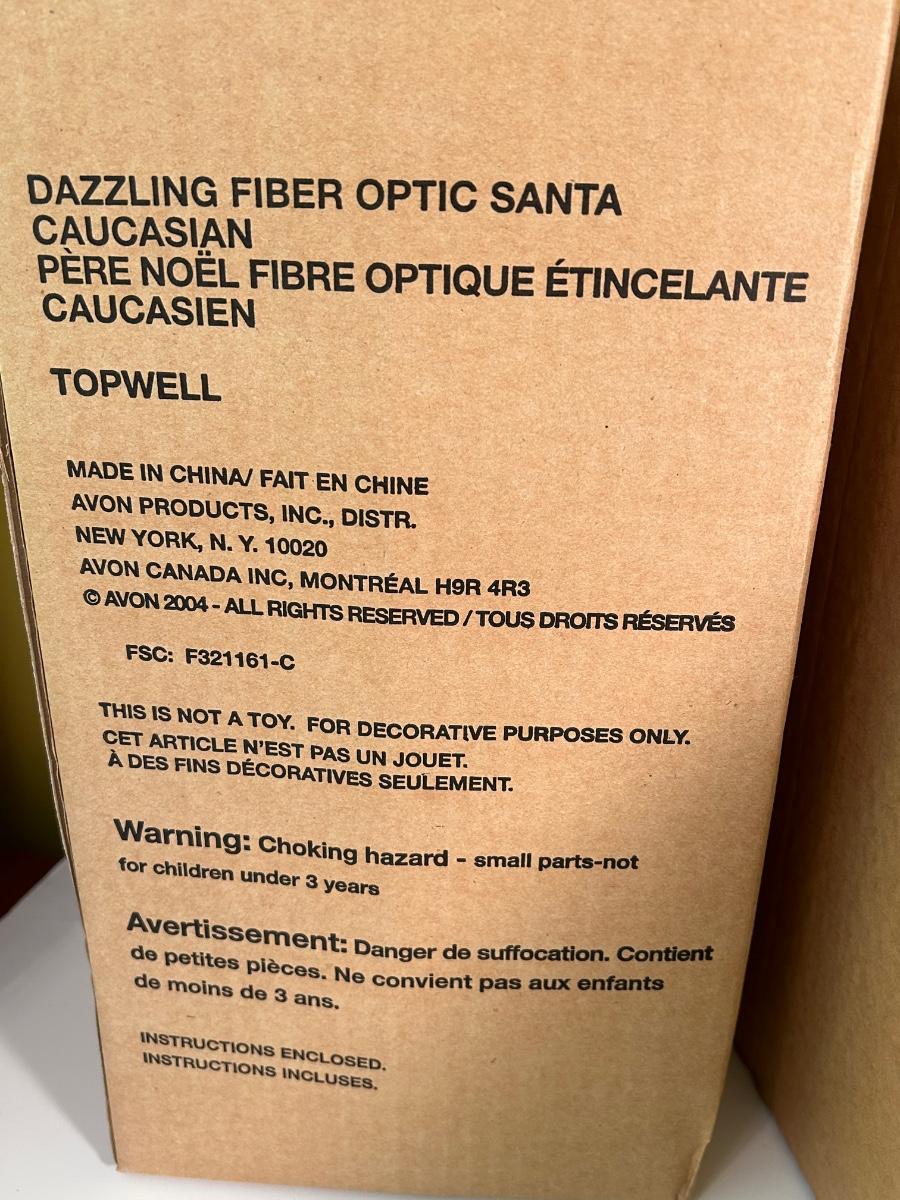 DAZZLING FIBER OPTIC SANTA
CAUCASIAN
PÈRE NOËL FIBRE OPTIQUE ÉTINCELANTE
CAUCASIEN
TOPWELL
MADE IN CHINA/ FAIT EN CHINE
AVON PRODUCTS, INC., DISTR.
NEW YORK, N. Y. 10020
AVON CANADA INC, MONTRÉAL H9R 4R3
© AVON 2004 - ALL RIGHTS RESERVED / TOUS DROITS RÉSERVÉS
FSC: F321161-C
THIS IS NOT A TOY. FOR DECORATIVE PURPOSES ONLY.
CET ARTICLE N'EST PAS UN JOUET.
À DES FINS DÉCORATIVES SEULEMENT.
Warning: Choking hazard - small parts-not
for children under 3 years
Avertissement: Danger de suffocation. Contient
de petites pièces. Ne convient pas aux enfants
de moins de 3 ans.
INSTRUCTIONS ENCLOSED.
INSTRUCTIONS INCLUSES.